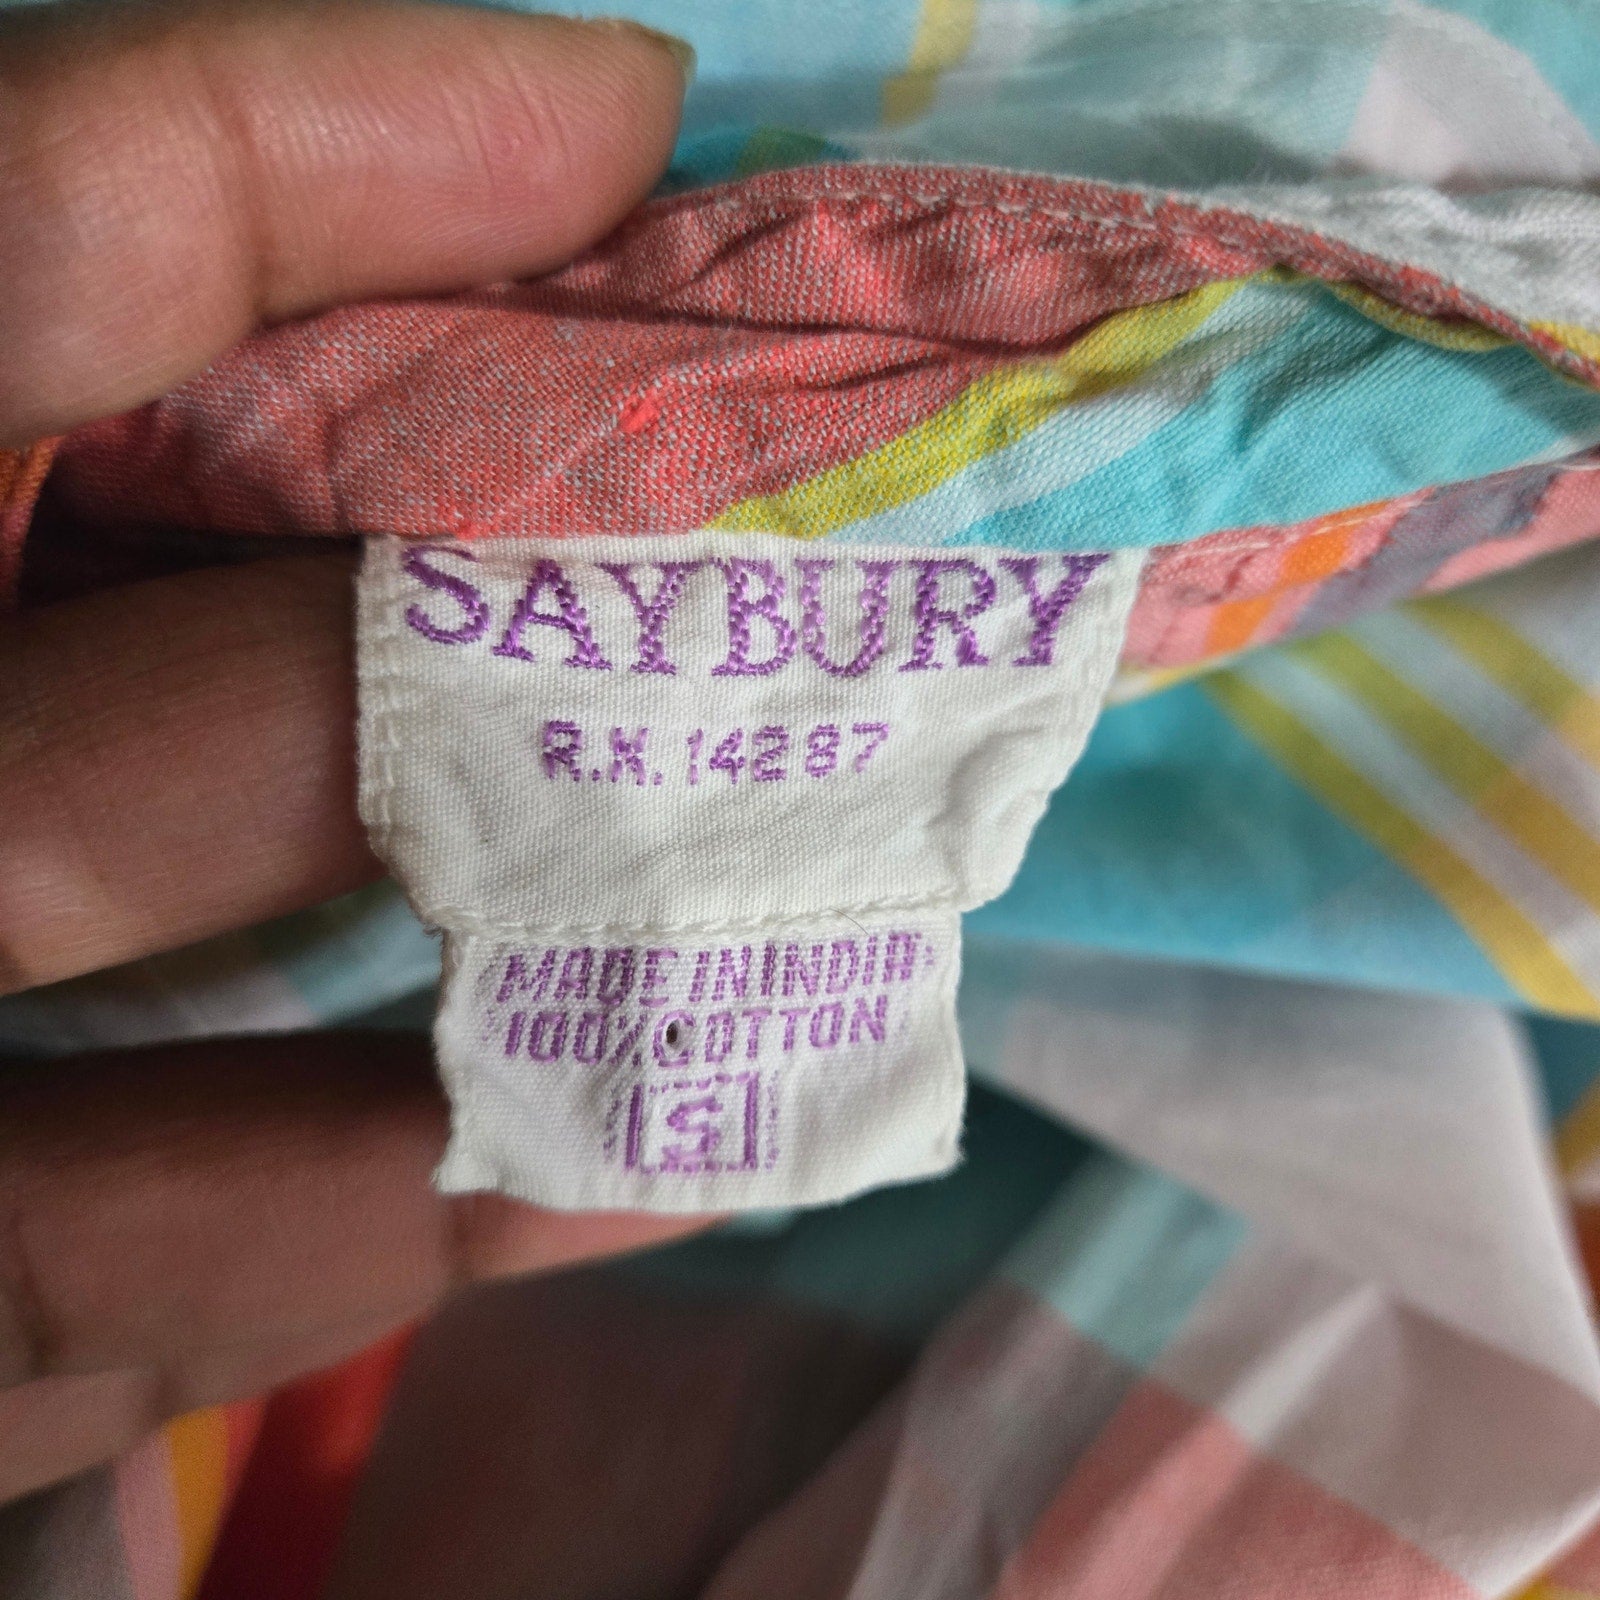 SAYBURY
R.N. 14287
MADE IN INDIA
100% COTTON
S